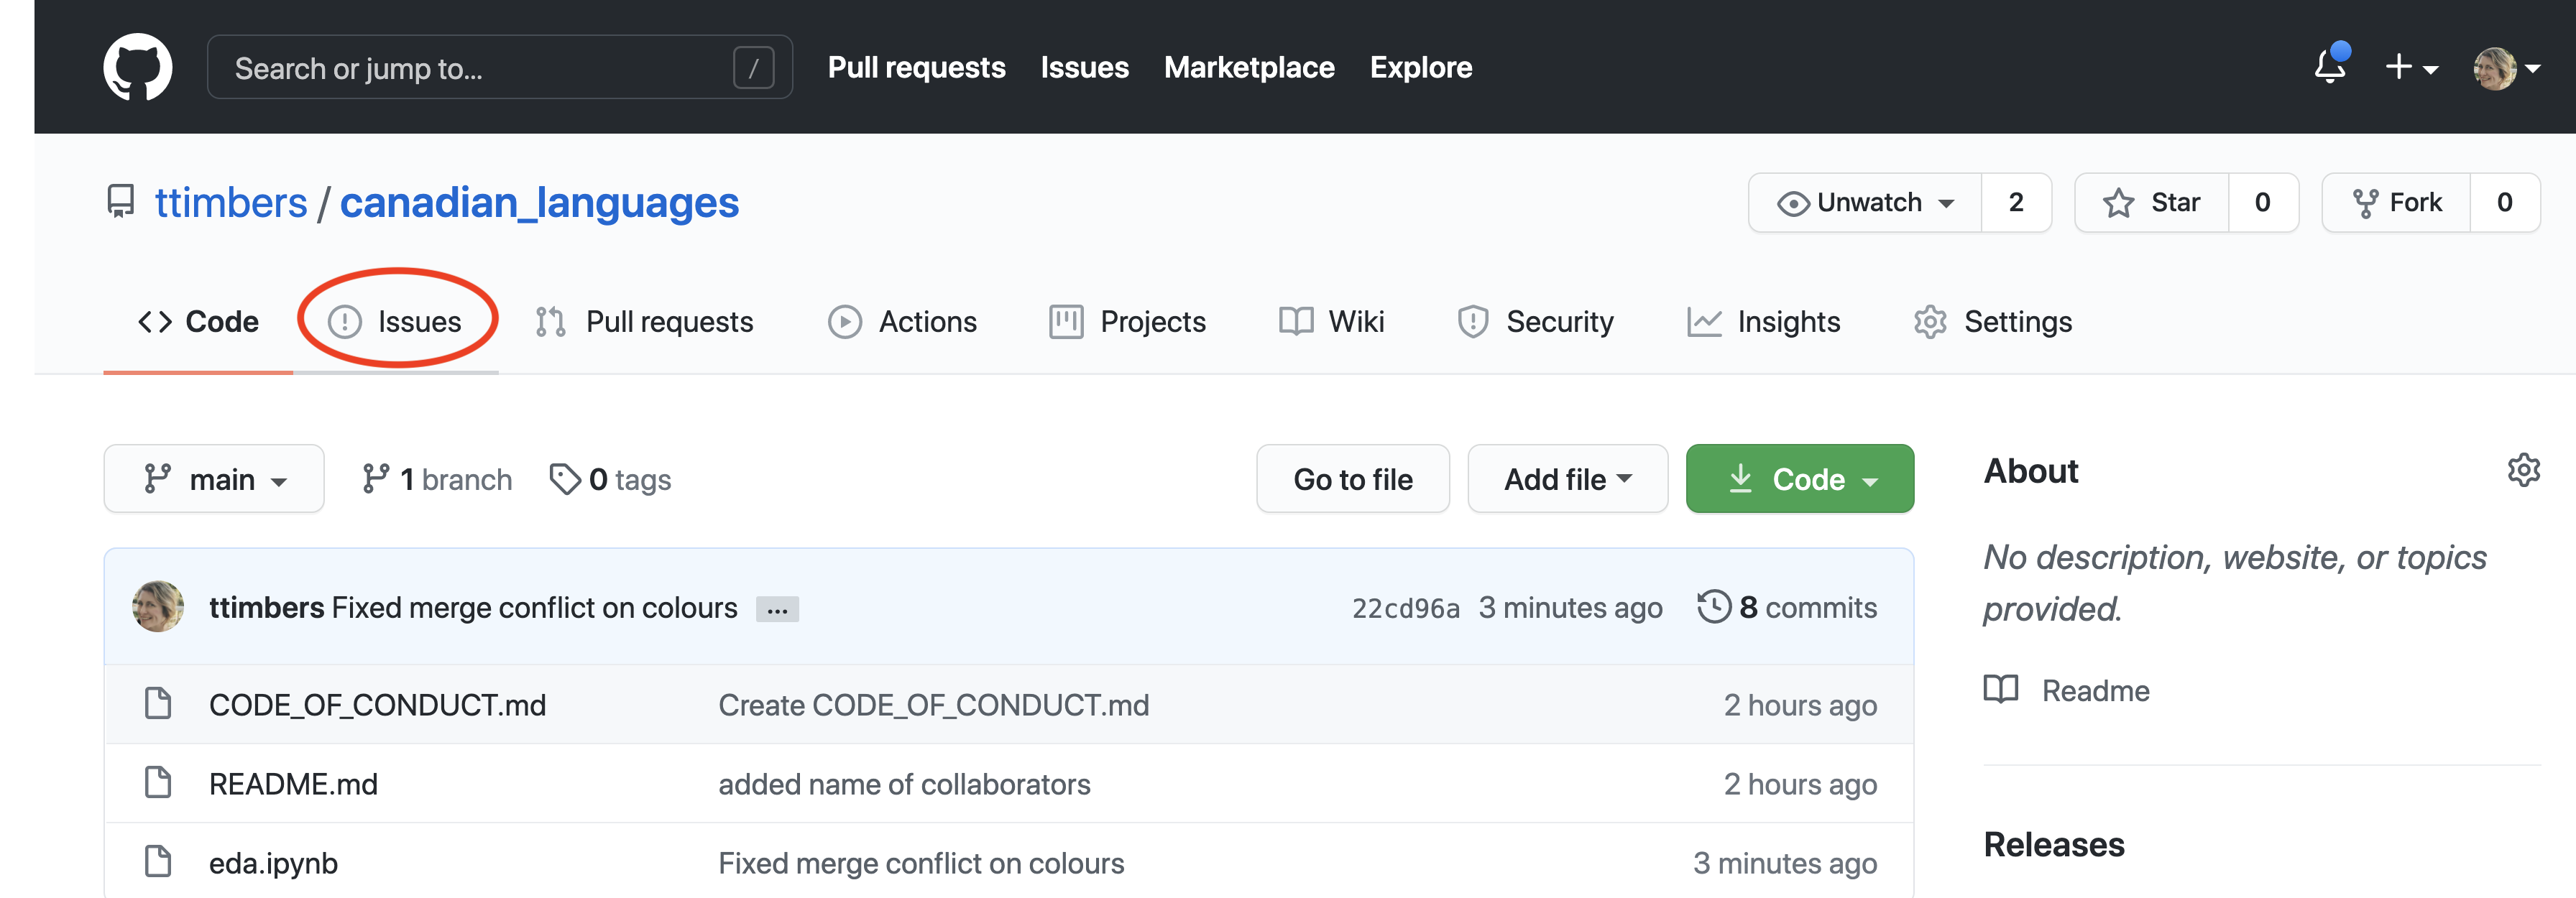 Search or jump to... / Pull requests Issues Marketplace Explore
ttimbers / canadian_languages Unwatch 2 Star 0 Fork 0
Code Issues Pull requests Actions Projects Wiki Security Insights Settings
main 1 branch 0 tags Go to file Add file Code
About
No description, website, or topics
provided.
ttimbers Fixed merge conflict on colours ... 22cd96a 3 minutes ago 8 commits
CODE_OF_CONDUCT.md Create CODE_OF_CONDUCT.md 2 hours ago
Readme
README.md added name of collaborators 2 hours ago
eda.ipynb Fixed merge conflict on colours 3 minutes ago
Releases